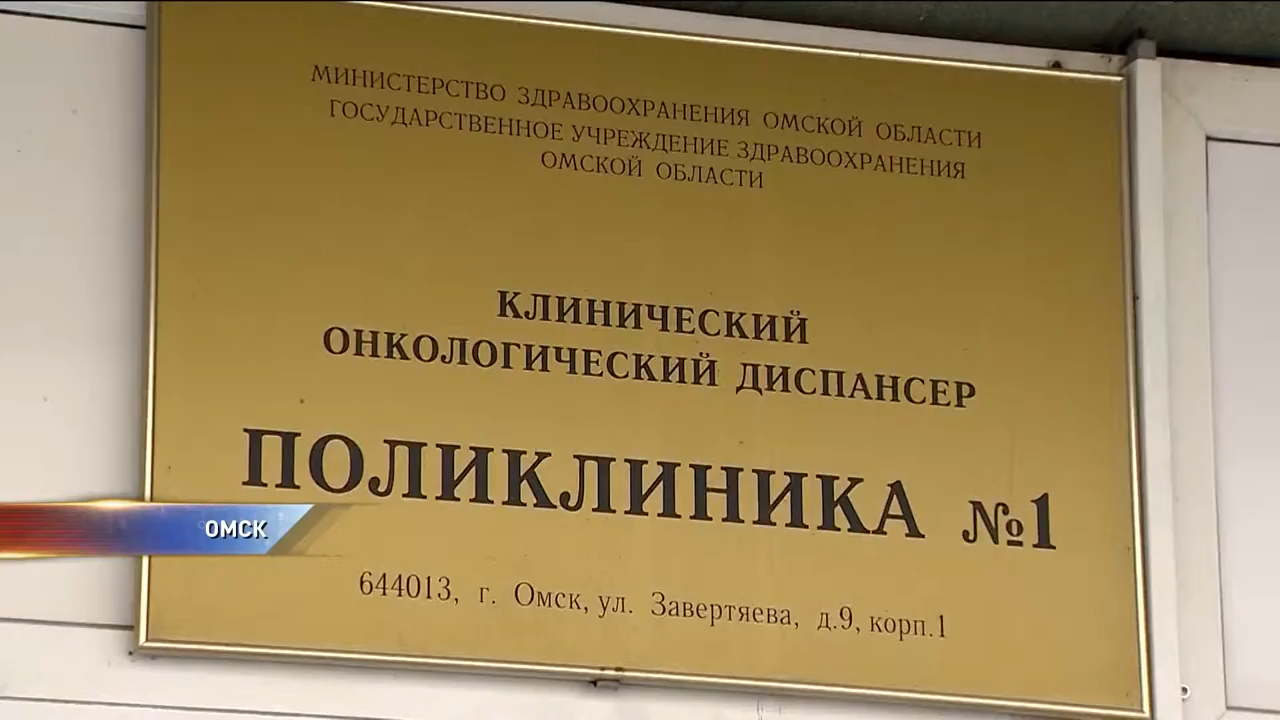 МИНИСТЕРСТВО ЗДРАВООХРАНЕНИЯ ОМСКОЙ ОБЛАСТИ
ГОСУДАРСТВЕННОЕ УЧРЕЖДЕНИЕ ЗДРАВООХРАНЕНИЯ
ОМСКОЙ ОБЛАСТИ
КЛИНИЧЕСКИЙ
ОНКОЛОГИЧЕСКИЙ ДИСПАНСЕР
ПОЛИКЛИНИКА №1
ОМСК
644013, г. Омск, ул. Завертяева, д.9, корп.1